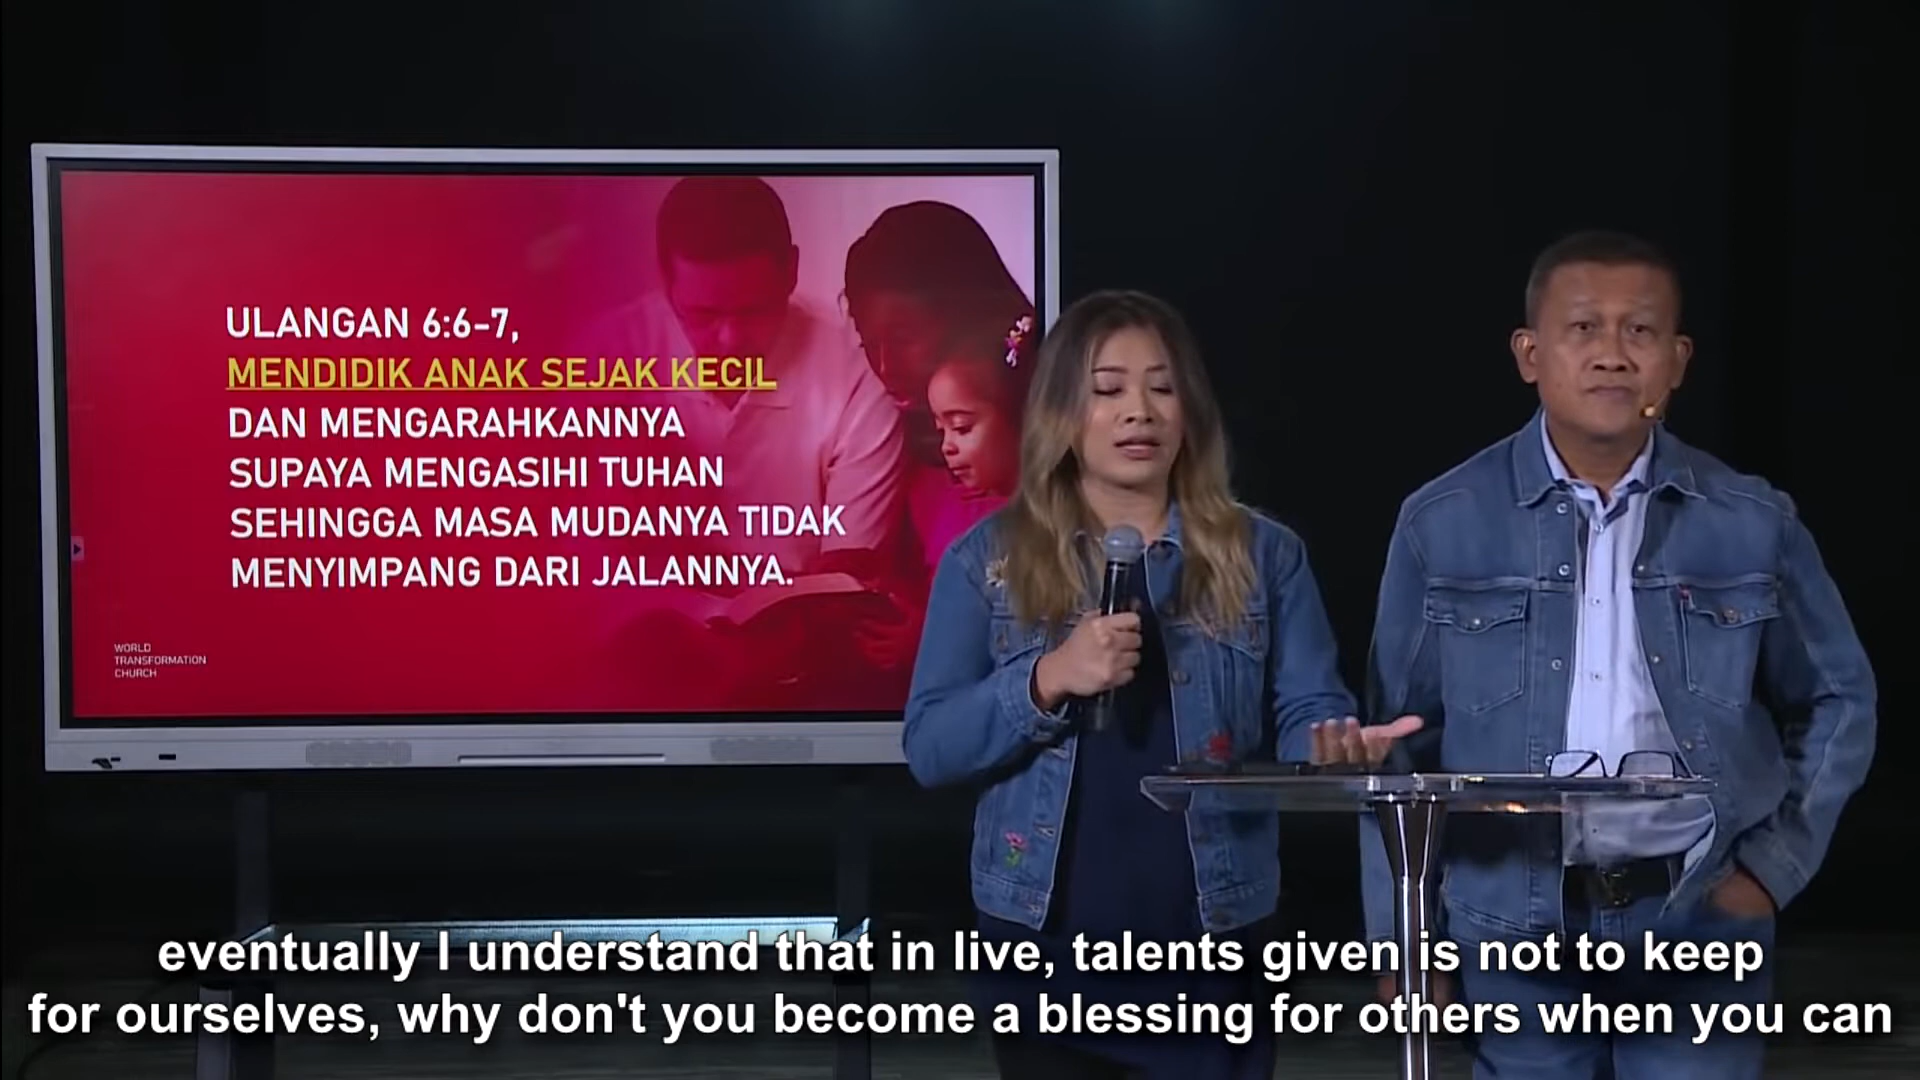 ULANGAN 6:6-7,
MENDIDIK ANAK SEJAK KECIL
DAN MENGARAHKANNYA
SUPAYA MENGASIHI TUHAN
SEHINGGA MASA MUDANYA TIDAK
MENYIMPANG DARI JALANNYA.
WORLD
TRANSFORMATION
CHURCH
eventually I understand that in live, talents given is not to keep
for ourselves, why don't you become a blessing for others when you can